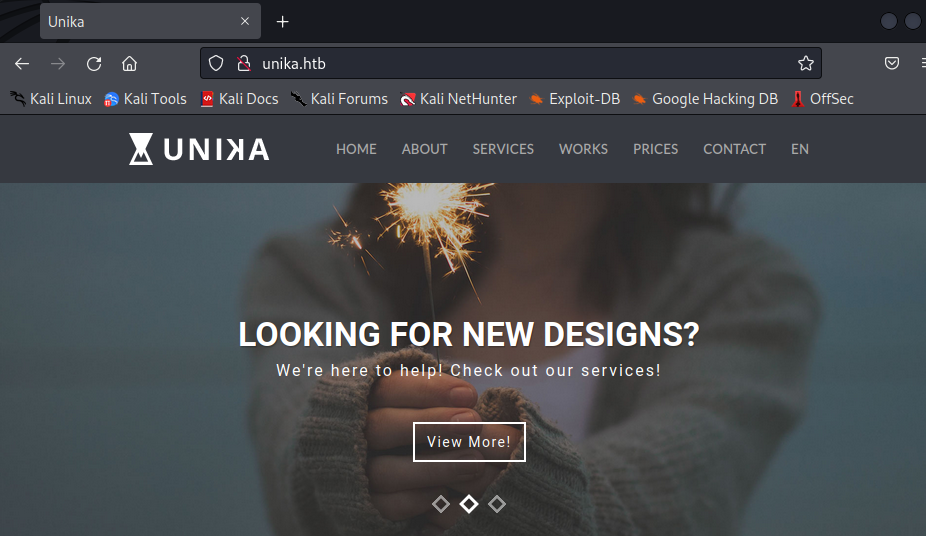 Unika
unika.htb
Kali Linux Kali Tools Kali Docs Kali Forums Kali NetHunter Exploit-DB Google Hacking DB OffSec
UNIKA HOME ABOUT SERVICES WORKS PRICES CONTACT EN
LOOKING FOR NEW DESIGNS?
We're here to help! Check out our services!
View More!